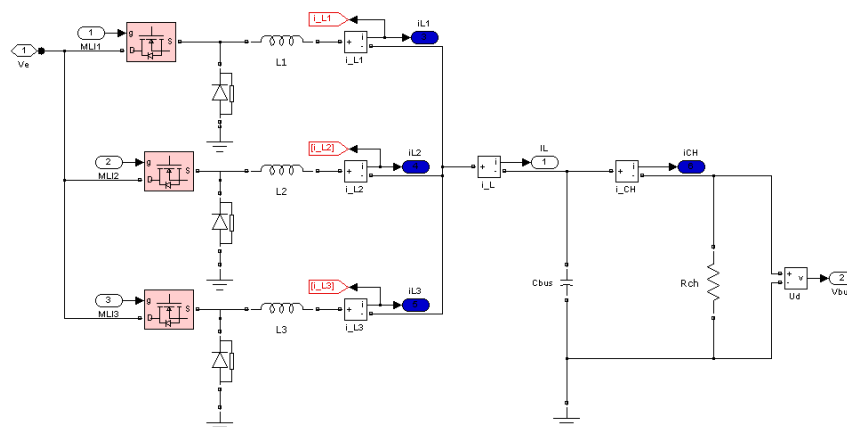 [i_L1]
iL1
1
g
S
D
MLI1
1
Ve
L1
+
-
i
i_L1
[i_L2]
iL2
2
g
S
D
MLI2
L2
+
-
i
i_L2
IL
1
+
-
i
i_L
iCH
+
-
i
i_CH
[i_L3]
iL3
3
g
S
D
MLI3
L3
+
-
i
i_L3
Cbus
Rch
+
-
v
Ud
2
Vbu